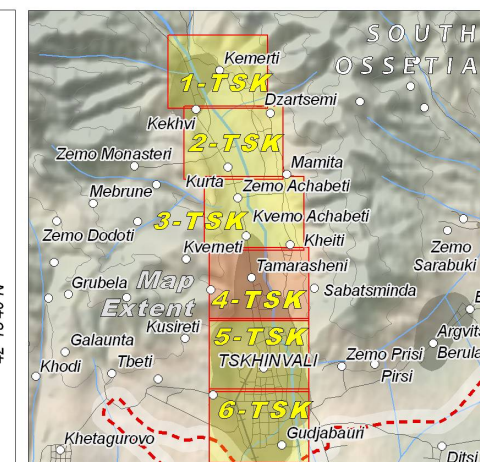 SOUTH
OSSETIA
Kemerti
1-TSK
Dzartsemi
Kekhvi
2-TSK
Zemo Monasteri
Mamita
Kurta
Zemo Achabeti
Mebrune
3-TSK
Kvemo Achabeti
Zemo Dodoti
Kverneti
Kheiti
Zemo
Sarabuki
Tamarasheni
Grubela
Map
Extent
4-TSK
Sabatsminda
Kusireti
5-TSK
Argvit
Galaunta
TSKHINVALI
Zemo Prisi
Berula
Khodi
Tbeti
Pirsi
6-TSK
Khetagurovo
Gudjabauri
Ditsi